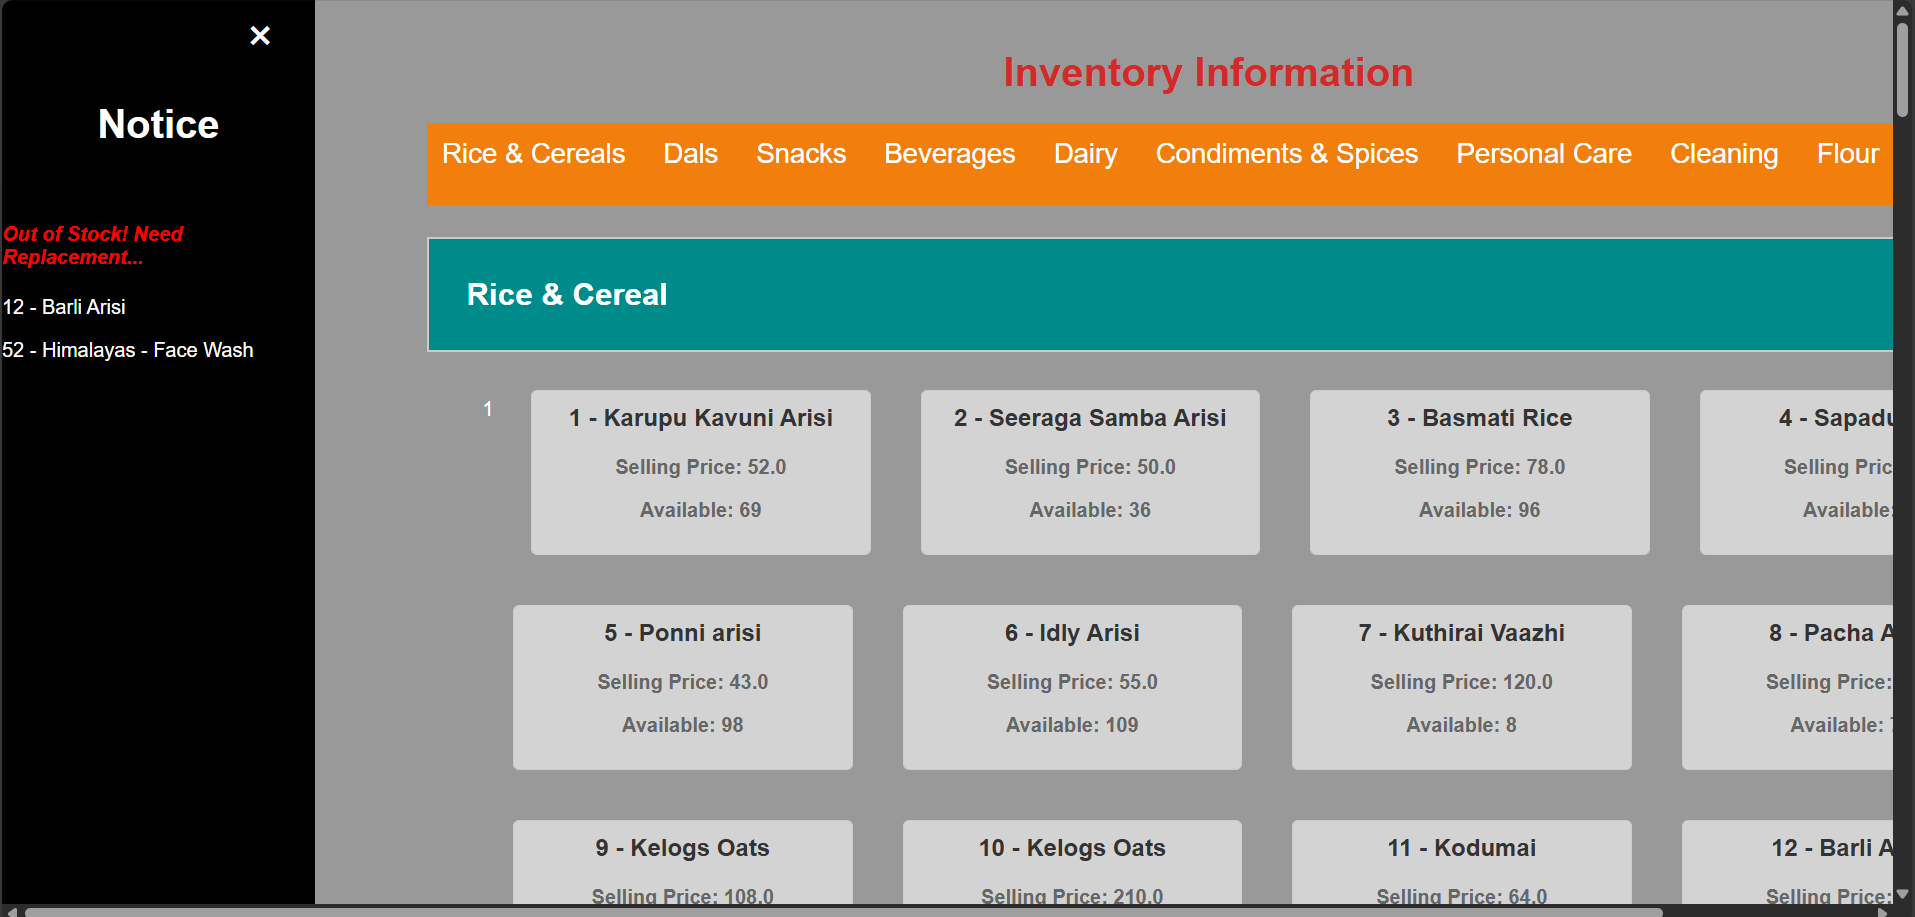 ×
Notice
Out of Stock! Need
Replacement...
12 - Barli Arisi
52 - Himalayas - Face Wash
Inventory Information
Rice & Cereals Dals Snacks Beverages Dairy Condiments & Spices Personal Care Cleaning Flour
Rice & Cereal
1
1 - Karupu Kavuni Arisi
Selling Price: 52.0
Available: 69
2 - Seeraga Samba Arisi
Selling Price: 50.0
Available: 36
3 - Basmati Rice
Selling Price: 78.0
Available: 96
4 -
Selling
Available:
5 - Ponni arisi
Selling Price: 43.0
Available: 98
6 - Idly Arisi
Selling Price: 55.0
Available: 109
7 - Kuthirai Vaazhi
Selling Price: 120.0
Available: 8
8 - Pacha
Selling Price:
Available:
9 - Kelogs Oats
Selling Price: 108.0
10 - Kelogs Oats
Selling Price: 210.0
11 - Kodumai
Selling Price: 64.0
12 - Barli
Selling Price: